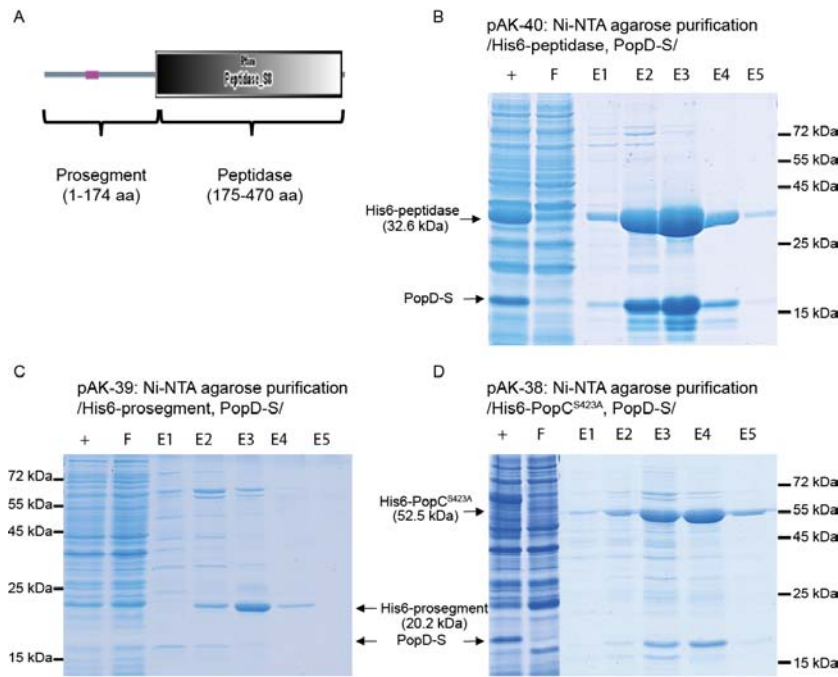 A
Peptidase_S8
Prosegment
(1-174 aa)
Peptidase
(175-470 aa)
B
pAK-40: Ni-NTA agarose purification
/His6-peptidase, PopD-S/
+ F E1 E2 E3 E4 E5
72 kDa
55 kDa
45 kDa
His6-peptidase
(32.6 kDa)
25 kDa
PopD-S
15 kDa
C
pAK-39: Ni-NTA agarose purification
/His6-prosegment, PopD-S/
+ F E1 E2 E3 E4 E5
72 kDa
55 kDa
45 kDa
25 kDa
His6-prosegment
(20.2 kDa)
PopD-S
15 kDa
D
pAK-38: Ni-NTA agarose purification
/His6-PopC^S423A, PopD-S/
+ F E1 E2 E3 E4 E5
72 kDa
His6-PopC^S423A
(52.5 kDa)
55 kDa
45 kDa
25 kDa
15 kDa